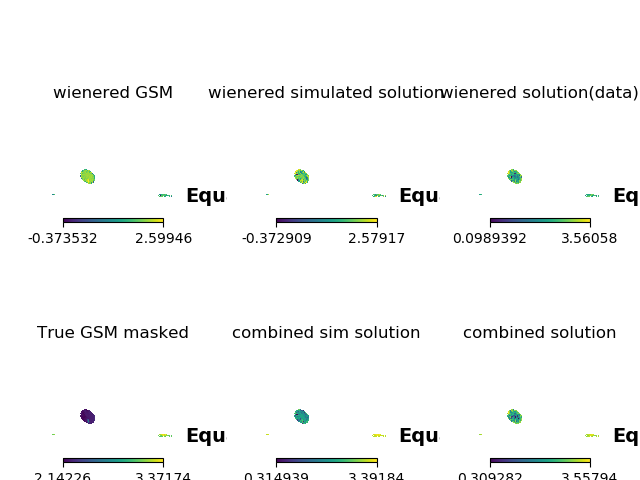 wienered GSM
wienered simulated solution
wienered solution(data)
Equ
Equ
Eq
-0.373532 2.59946
-0.372909 2.57917
0.0989392 3.56058
True GSM masked
combined sim solution
combined solution
Equ
Equ
Eq
2.14226 3.37174
0.314939 3.39184
0.309282 3.55794